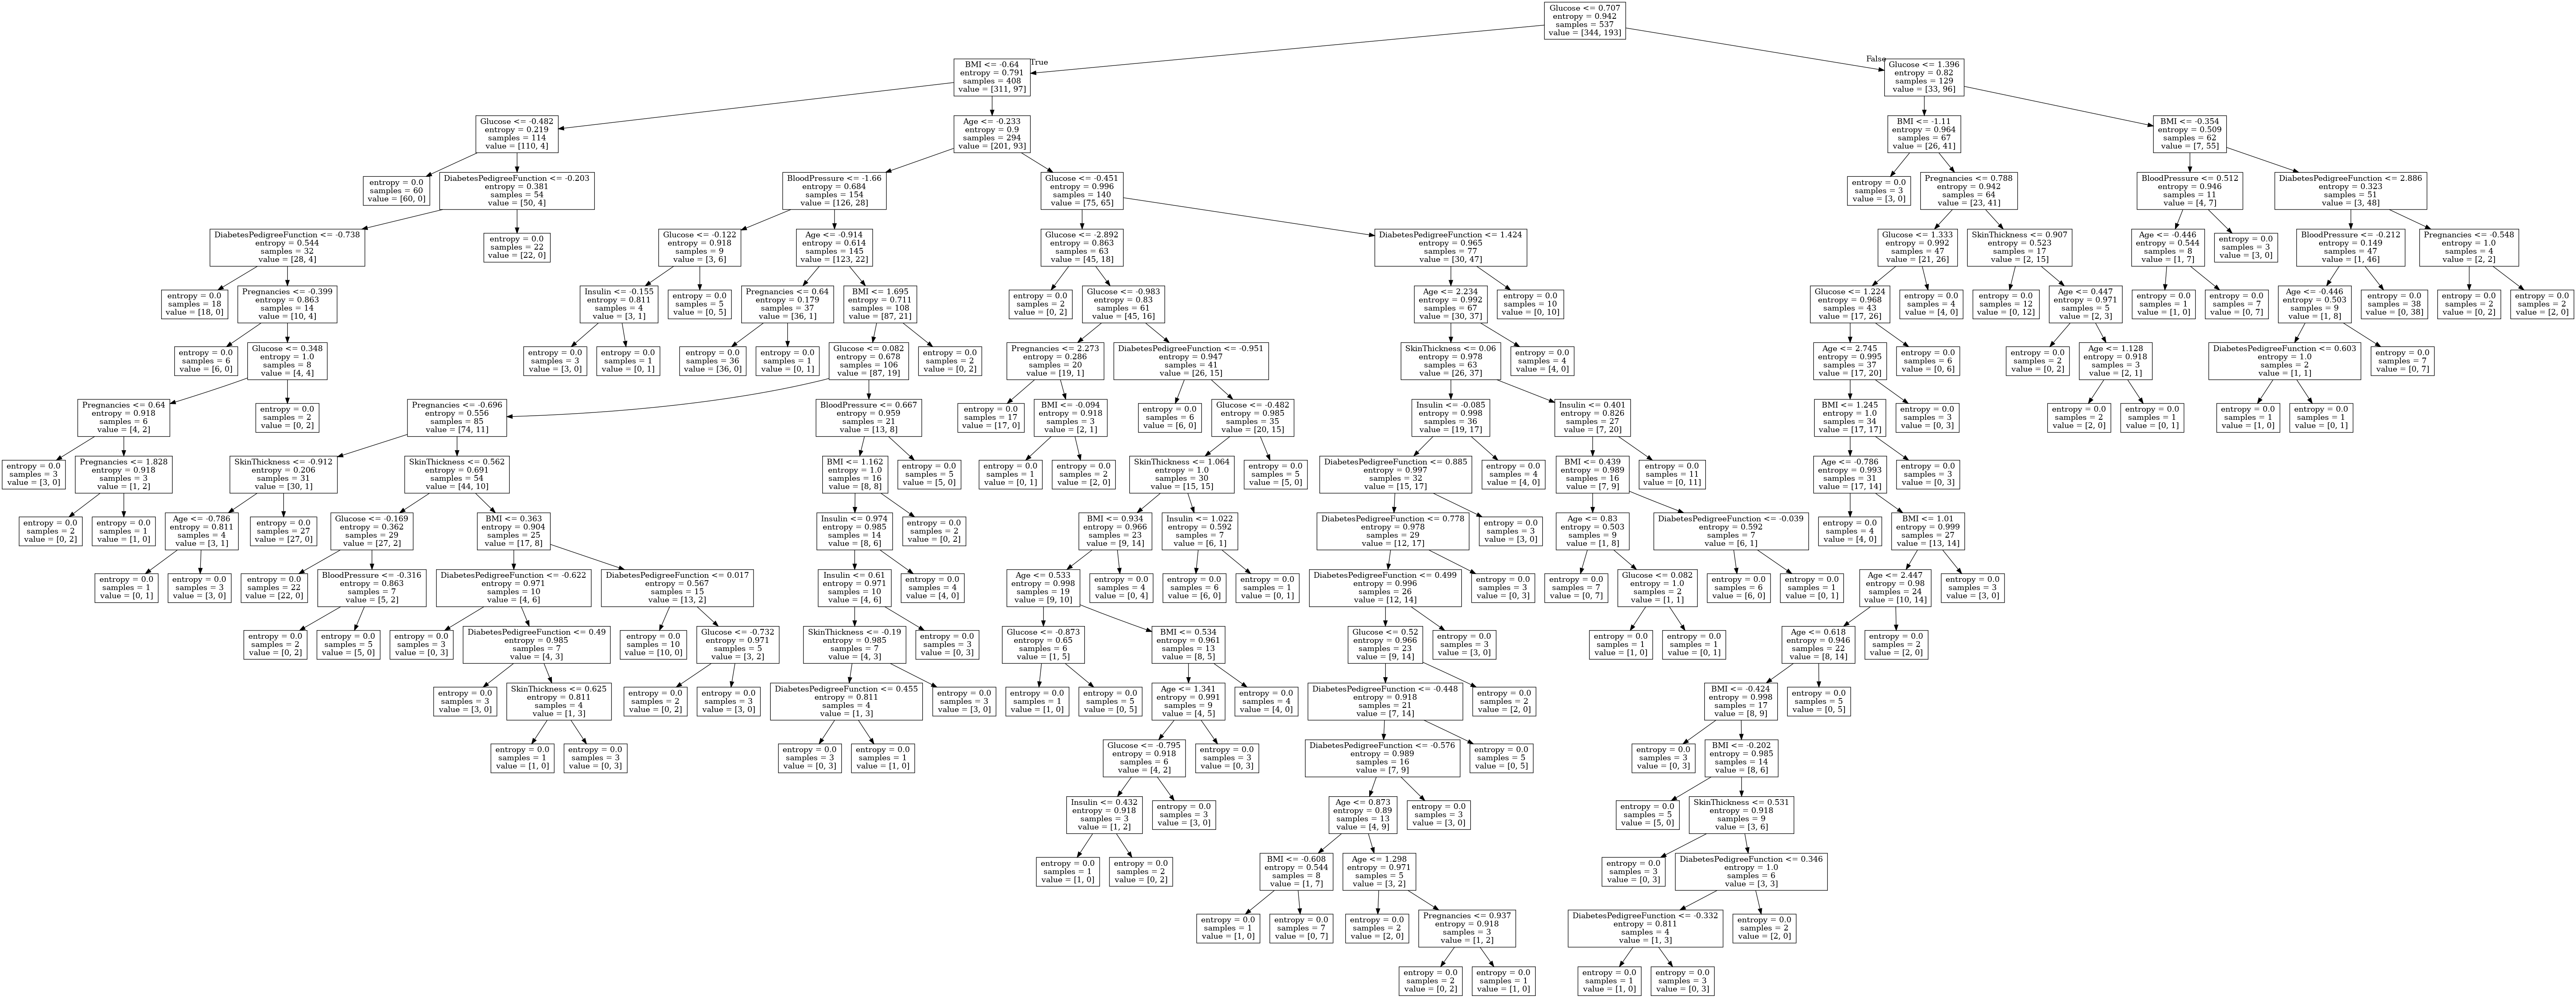 Glucose <= 0.707
entropy = 0.942
samples = 537
value = [344, 193]
True
False
BMI <= -0.64
entropy = 0.791
samples = 408
value = [311, 97]
Glucose <= 1.396
entropy = 0.82
samples = 129
value = [33, 96]
Glucose <= -0.482
entropy = 0.219
samples = 114
value = [110, 4]
Age <= -0.233
entropy = 0.9
samples = 294
value = [201, 93]
BMI <= -1.11
entropy = 0.964
samples = 67
value = [26, 41]
BMI <= -0.354
entropy = 0.509
samples = 62
value = [7, 55]
entropy = 0.0
samples = 60
value = [60, 0]
DiabetesPedigreeFunction <= -0.203
entropy = 0.381
samples = 54
value = [50, 4]
BloodPressure <= -1.66
entropy = 0.684
samples = 154
value = [126, 28]
Glucose <= -0.451
entropy = 0.996
samples = 140
value = [75, 65]
entropy = 0.0
samples = 3
value = [3, 0]
Pregnancies <= 0.788
entropy = 0.942
samples = 64
value = [23, 41]
BloodPressure <= 0.512
entropy = 0.946
samples = 11
value = [4, 7]
DiabetesPedigreeFunction <= 2.886
entropy = 0.323
samples = 51
value = [3, 48]
DiabetesPedigreeFunction <= -0.738
entropy = 0.544
samples = 32
value = [28, 4]
entropy = 0.0
samples = 22
value = [22, 0]
Glucose <= -0.122
entropy = 0.918
samples = 9
value = [3, 6]
Age <= -0.914
entropy = 0.614
samples = 145
value = [123, 22]
Glucose <= -2.892
entropy = 0.863
samples = 63
value = [45, 18]
DiabetesPedigreeFunction <= 1.424
entropy = 0.965
samples = 77
value = [30, 47]
Glucose <= 1.333
entropy = 0.992
samples = 47
value = [21, 26]
SkinThickness <= 0.907
entropy = 0.523
samples = 17
value = [2, 15]
Age <= -0.446
entropy = 0.544
samples = 8
value = [1, 7]
entropy = 0.0
samples = 3
value = [3, 0]
BloodPressure <= -0.212
entropy = 0.149
samples = 47
value = [1, 46]
Pregnancies <= -0.548
entropy = 1.0
samples = 4
value = [2, 2]
entropy = 0.0
samples = 18
value = [18, 0]
Pregnancies <= -0.399
entropy = 0.863
samples = 14
value = [10, 4]
Insulin <= -0.155
entropy = 0.811
samples = 4
value = [3, 1]
entropy = 0.0
samples = 5
value = [0, 5]
Pregnancies <= 0.64
entropy = 0.179
samples = 37
value = [36, 1]
BMI <= 1.695
entropy = 0.711
samples = 108
value = [87, 21]
entropy = 0.0
samples = 2
value = [0, 2]
Glucose <= -0.983
entropy = 0.83
samples = 61
value = [45, 16]
Age <= 2.234
entropy = 0.992
samples = 67
value = [30, 37]
entropy = 0.0
samples = 10
value = [0, 10]
Glucose <= 1.224
entropy = 0.968
samples = 43
value = [17, 26]
entropy = 0.0
samples = 4
value = [4, 0]
entropy = 0.0
samples = 12
value = [0, 12]
Age <= 0.447
entropy = 0.971
samples = 5
value = [2, 3]
entropy = 0.0
samples = 1
value = [1, 0]
entropy = 0.0
samples = 7
value = [0, 7]
Age <= -0.446
entropy = 0.503
samples = 9
value = [1, 8]
entropy = 0.0
samples = 38
value = [0, 38]
entropy = 0.0
samples = 2
value = [0, 2]
entropy = 0.0
samples = 2
value = [2, 0]
entropy = 0.0
samples = 6
value = [6, 0]
Glucose <= 0.348
entropy = 1.0
samples = 8
value = [4, 4]
entropy = 0.0
samples = 3
value = [3, 0]
entropy = 0.0
samples = 1
value = [0, 1]
entropy = 0.0
samples = 36
value = [36, 0]
entropy = 0.0
samples = 1
value = [0, 1]
Glucose <= 0.082
entropy = 0.678
samples = 106
value = [87, 19]
entropy = 0.0
samples = 2
value = [0, 2]
Pregnancies <= 2.273
entropy = 0.286
samples = 20
value = [19, 1]
DiabetesPedigreeFunction <= -0.951
entropy = 0.947
samples = 41
value = [26, 15]
SkinThickness <= 0.06
entropy = 0.978
samples = 63
value = [26, 37]
entropy = 0.0
samples = 4
value = [4, 0]
Age <= 2.745
entropy = 0.995
samples = 37
value = [17, 20]
entropy = 0.0
samples = 6
value = [0, 6]
entropy = 0.0
samples = 2
value = [0, 2]
Age <= 1.128
entropy = 0.918
samples = 3
value = [2, 1]
DiabetesPedigreeFunction <= 0.603
entropy = 1.0
samples = 2
value = [1, 1]
entropy = 0.0
samples = 7
value = [0, 7]
Pregnancies <= 0.64
entropy = 0.918
samples = 6
value = [4, 2]
entropy = 0.0
samples = 2
value = [0, 2]
Pregnancies <= -0.696
entropy = 0.556
samples = 85
value = [74, 11]
BloodPressure <= 0.667
entropy = 0.959
samples = 21
value = [13, 8]
entropy = 0.0
samples = 17
value = [17, 0]
BMI <= -0.094
entropy = 0.918
samples = 3
value = [2, 1]
entropy = 0.0
samples = 6
value = [6, 0]
Glucose <= -0.482
entropy = 0.985
samples = 35
value = [20, 15]
Insulin <= -0.085
entropy = 0.998
samples = 36
value = [19, 17]
Insulin <= 0.401
entropy = 0.826
samples = 27
value = [7, 20]
BMI <= 1.245
entropy = 1.0
samples = 34
value = [17, 17]
entropy = 0.0
samples = 3
value = [0, 3]
entropy = 0.0
samples = 2
value = [2, 0]
entropy = 0.0
samples = 1
value = [0, 1]
entropy = 0.0
samples = 1
value = [1, 0]
entropy = 0.0
samples = 1
value = [0, 1]
entropy = 0.0
samples = 3
value = [3, 0]
Pregnancies <= 1.828
entropy = 0.918
samples = 3
value = [1, 2]
SkinThickness <= -0.912
entropy = 0.206
samples = 31
value = [30, 1]
SkinThickness <= 0.562
entropy = 0.691
samples = 54
value = [44, 10]
BMI <= 1.162
entropy = 1.0
samples = 16
value = [8, 8]
entropy = 0.0
samples = 5
value = [5, 0]
entropy = 0.0
samples = 1
value = [0, 1]
entropy = 0.0
samples = 2
value = [2, 0]
SkinThickness <= 1.064
entropy = 1.0
samples = 30
value = [15, 15]
entropy = 0.0
samples = 5
value = [5, 0]
DiabetesPedigreeFunction <= 0.885
entropy = 0.997
samples = 32
value = [15, 17]
entropy = 0.0
samples = 4
value = [4, 0]
BMI <= 0.439
entropy = 0.989
samples = 16
value = [7, 9]
entropy = 0.0
samples = 11
value = [0, 11]
Age <= -0.786
entropy = 0.993
samples = 31
value = [17, 14]
entropy = 0.0
samples = 3
value = [0, 3]
entropy = 0.0
samples = 2
value = [0, 2]
entropy = 0.0
samples = 1
value = [1, 0]
Age <= -0.786
entropy = 0.811
samples = 4
value = [3, 1]
entropy = 0.0
samples = 27
value = [27, 0]
Glucose <= -0.169
entropy = 0.362
samples = 29
value = [27, 2]
BMI <= 0.363
entropy = 0.904
samples = 25
value = [17, 8]
Insulin <= 0.974
entropy = 0.985
samples = 14
value = [8, 6]
entropy = 0.0
samples = 2
value = [0, 2]
BMI <= 0.934
entropy = 0.966
samples = 23
value = [9, 14]
Insulin <= 1.022
entropy = 0.592
samples = 7
value = [6, 1]
DiabetesPedigreeFunction <= 0.778
entropy = 0.978
samples = 29
value = [12, 17]
entropy = 0.0
samples = 3
value = [3, 0]
Age <= 0.83
entropy = 0.503
samples = 9
value = [1, 8]
DiabetesPedigreeFunction <= -0.039
entropy = 0.592
samples = 7
value = [6, 1]
entropy = 0.0
samples = 4
value = [4, 0]
BMI <= 1.01
entropy = 0.999
samples = 27
value = [13, 14]
entropy = 0.0
samples = 1
value = [0, 1]
entropy = 0.0
samples = 3
value = [3, 0]
entropy = 0.0
samples = 22
value = [22, 0]
BloodPressure <= -0.316
entropy = 0.863
samples = 7
value = [5, 2]
DiabetesPedigreeFunction <= -0.622
entropy = 0.971
samples = 10
value = [4, 6]
DiabetesPedigreeFunction <= 0.017
entropy = 0.567
samples = 15
value = [13, 2]
Insulin <= 0.61
entropy = 0.971
samples = 10
value = [4, 6]
entropy = 0.0
samples = 4
value = [4, 0]
Age <= 0.533
entropy = 0.998
samples = 19
value = [9, 10]
entropy = 0.0
samples = 4
value = [0, 4]
entropy = 0.0
samples = 6
value = [6, 0]
entropy = 0.0
samples = 1
value = [0, 1]
DiabetesPedigreeFunction <= 0.499
entropy = 0.996
samples = 26
value = [12, 14]
entropy = 0.0
samples = 3
value = [0, 3]
entropy = 0.0
samples = 7
value = [0, 7]
Glucose <= 0.082
entropy = 1.0
samples = 2
value = [1, 1]
entropy = 0.0
samples = 6
value = [6, 0]
entropy = 0.0
samples = 1
value = [0, 1]
Age <= 2.447
entropy = 0.98
samples = 24
value = [10, 14]
entropy = 0.0
samples = 3
value = [3, 0]
entropy = 0.0
samples = 2
value = [0, 2]
entropy = 0.0
samples = 5
value = [5, 0]
entropy = 0.0
samples = 3
value = [0, 3]
DiabetesPedigreeFunction <= 0.49
entropy = 0.985
samples = 7
value = [4, 3]
entropy = 0.0
samples = 10
value = [10, 0]
Glucose <= -0.732
entropy = 0.971
samples = 5
value = [3, 2]
SkinThickness <= -0.19
entropy = 0.985
samples = 7
value = [4, 3]
entropy = 0.0
samples = 3
value = [0, 3]
Glucose <= -0.873
entropy = 0.65
samples = 6
value = [1, 5]
BMI <= 0.534
entropy = 0.961
samples = 13
value = [8, 5]
Glucose <= 0.52
entropy = 0.966
samples = 23
value = [9, 14]
entropy = 0.0
samples = 3
value = [3, 0]
entropy = 0.0
samples = 1
value = [1, 0]
entropy = 0.0
samples = 1
value = [0, 1]
Age <= 0.618
entropy = 0.946
samples = 22
value = [8, 14]
entropy = 0.0
samples = 2
value = [2, 0]
entropy = 0.0
samples = 3
value = [3, 0]
SkinThickness <= 0.625
entropy = 0.811
samples = 4
value = [1, 3]
entropy = 0.0
samples = 2
value = [0, 2]
entropy = 0.0
samples = 3
value = [3, 0]
DiabetesPedigreeFunction <= 0.455
entropy = 0.811
samples = 4
value = [1, 3]
entropy = 0.0
samples = 3
value = [3, 0]
entropy = 0.0
samples = 1
value = [1, 0]
entropy = 0.0
samples = 5
value = [0, 5]
Age <= 1.341
entropy = 0.991
samples = 9
value = [4, 5]
entropy = 0.0
samples = 4
value = [4, 0]
DiabetesPedigreeFunction <= -0.448
entropy = 0.918
samples = 21
value = [7, 14]
entropy = 0.0
samples = 2
value = [2, 0]
BMI <= -0.424
entropy = 0.998
samples = 17
value = [8, 9]
entropy = 0.0
samples = 5
value = [0, 5]
entropy = 0.0
samples = 1
value = [1, 0]
entropy = 0.0
samples = 3
value = [0, 3]
entropy = 0.0
samples = 3
value = [0, 3]
entropy = 0.0
samples = 1
value = [1, 0]
Glucose <= -0.795
entropy = 0.918
samples = 6
value = [4, 2]
entropy = 0.0
samples = 3
value = [0, 3]
DiabetesPedigreeFunction <= -0.576
entropy = 0.989
samples = 16
value = [7, 9]
entropy = 0.0
samples = 5
value = [0, 5]
entropy = 0.0
samples = 3
value = [0, 3]
BMI <= -0.202
entropy = 0.985
samples = 14
value = [8, 6]
Insulin <= 0.432
entropy = 0.918
samples = 3
value = [1, 2]
entropy = 0.0
samples = 3
value = [3, 0]
Age <= 0.873
entropy = 0.89
samples = 13
value = [4, 9]
entropy = 0.0
samples = 3
value = [3, 0]
entropy = 0.0
samples = 5
value = [5, 0]
SkinThickness <= 0.531
entropy = 0.918
samples = 9
value = [3, 6]
entropy = 0.0
samples = 1
value = [1, 0]
entropy = 0.0
samples = 2
value = [0, 2]
BMI <= -0.608
entropy = 0.544
samples = 8
value = [1, 7]
Age <= 1.298
entropy = 0.971
samples = 5
value = [3, 2]
entropy = 0.0
samples = 3
value = [0, 3]
DiabetesPedigreeFunction <= 0.346
entropy = 1.0
samples = 6
value = [3, 3]
entropy = 0.0
samples = 1
value = [1, 0]
entropy = 0.0
samples = 7
value = [0, 7]
entropy = 0.0
samples = 2
value = [2, 0]
Pregnancies <= 0.937
entropy = 0.918
samples = 3
value = [1, 2]
DiabetesPedigreeFunction <= -0.332
entropy = 0.811
samples = 4
value = [1, 3]
entropy = 0.0
samples = 2
value = [2, 0]
entropy = 0.0
samples = 2
value = [0, 2]
entropy = 0.0
samples = 1
value = [1, 0]
entropy = 0.0
samples = 1
value = [1, 0]
entropy = 0.0
samples = 3
value = [0, 3]